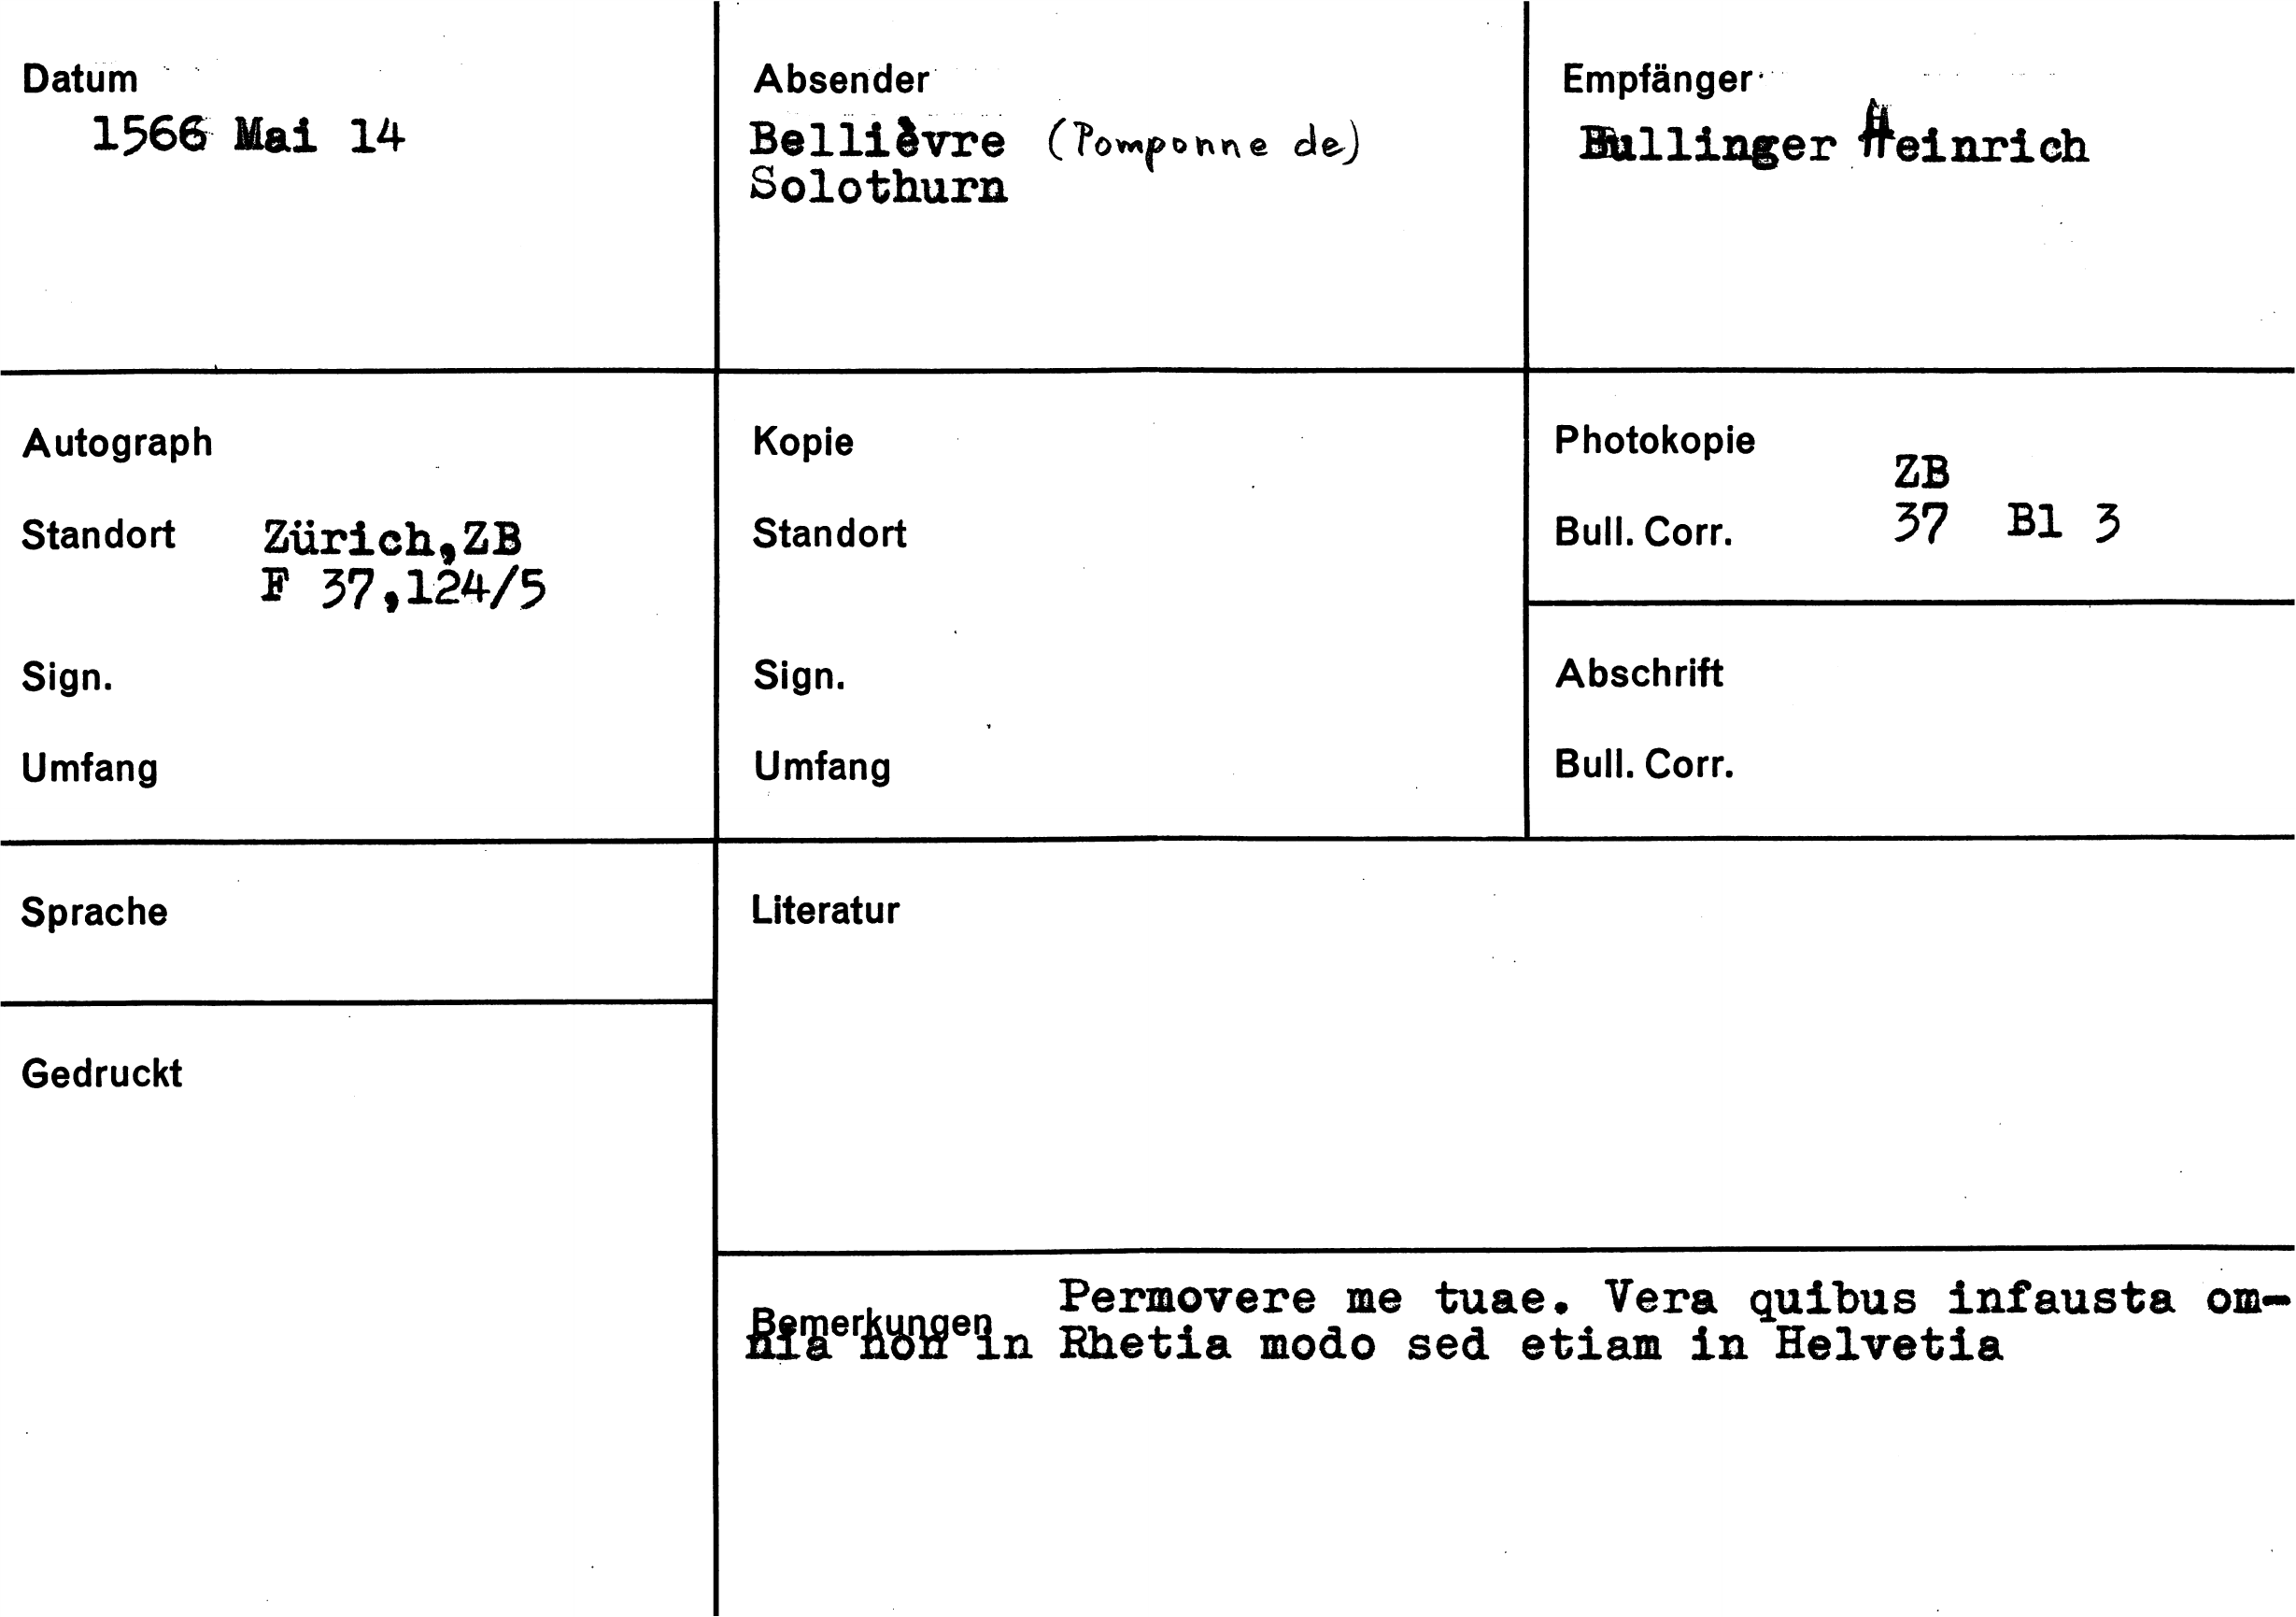 Datum
1566 Mai 14
Absender
Bellièvre (Pomponne de)
Solothurn
Empfänger
Bullinger Heinrich
Autograph
Standort Zürich,ZB
F 37,124/5
Sign.
Umfang
Kopie
Standort
Sign.
Umfang
Photokopie
ZB
Bull. Corr. 37 Bl 3
Abschrift
Bull. Corr.
Sprache
Gedruckt
Literatur
Bemerkungen Permovere me tuae. Vera quibus infausta om-
nia non in Rhetia modo sed etiam in Helvetia